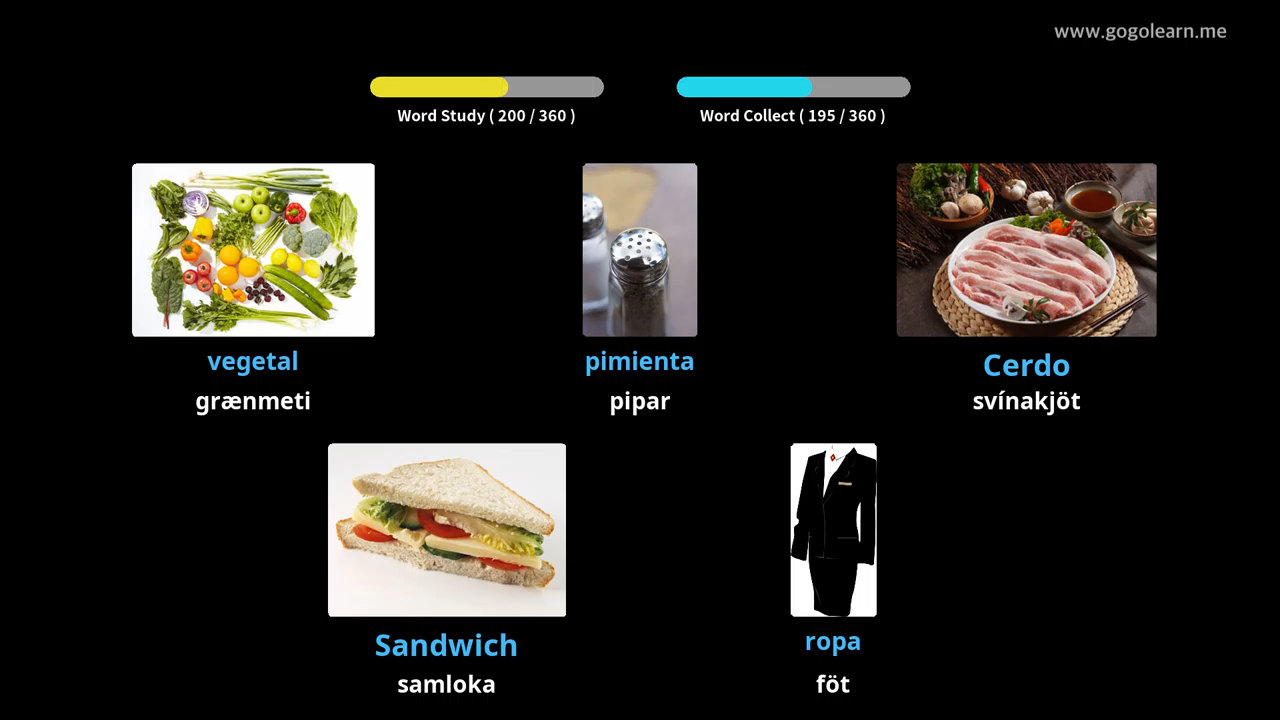 www.gogolearn.me
Word Study ( 200 / 360 )
Word Collect ( 195 / 360 )
vegetal
grænmeti
pimienta
pipar
Cerdo
svínakjöt
Sandwich
samloka
ropa
föt